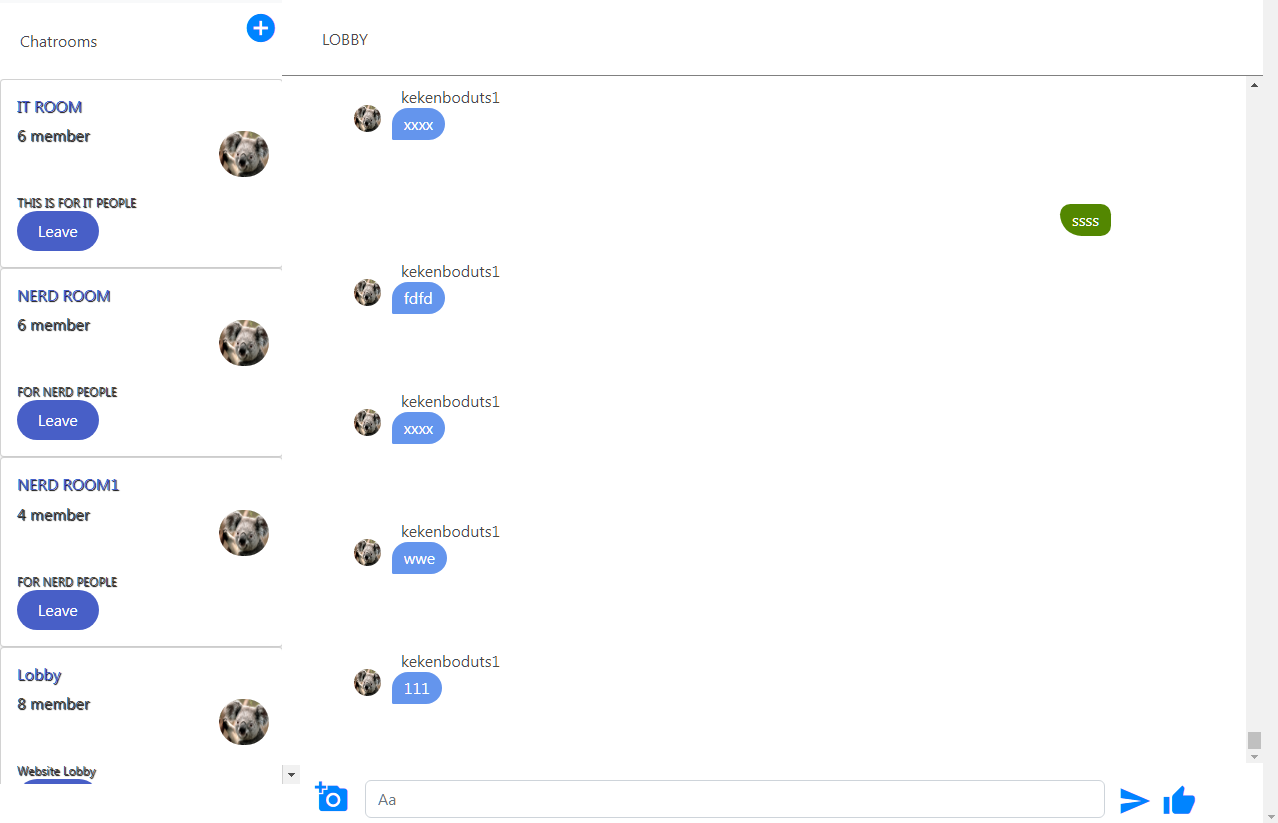 Chatrooms
IT ROOM
6 member
THIS IS FOR IT PEOPLE
Leave
NERD ROOM
6 member
FOR NERD PEOPLE
Leave
NERD ROOM1
4 member
FOR NERD PEOPLE
Leave
Lobby
8 member
Website Lobby
LOBBY
kekenboduts1
xxxx
ssss
kekenboduts1
fdfd
kekenboduts1
xxxx
kekenboduts1
wwe
kekenboduts1
111
Aa